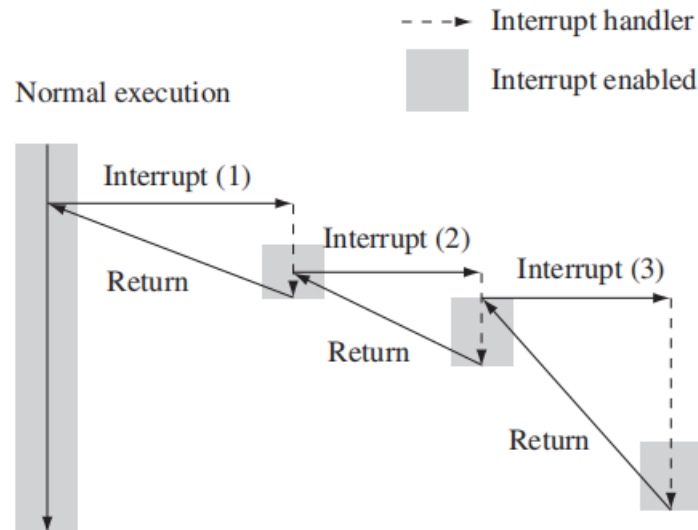 Interrupt handler
Interrupt enabled
Normal execution
Interrupt (1)
Interrupt (2)
Interrupt (3)
Return
Return
Return